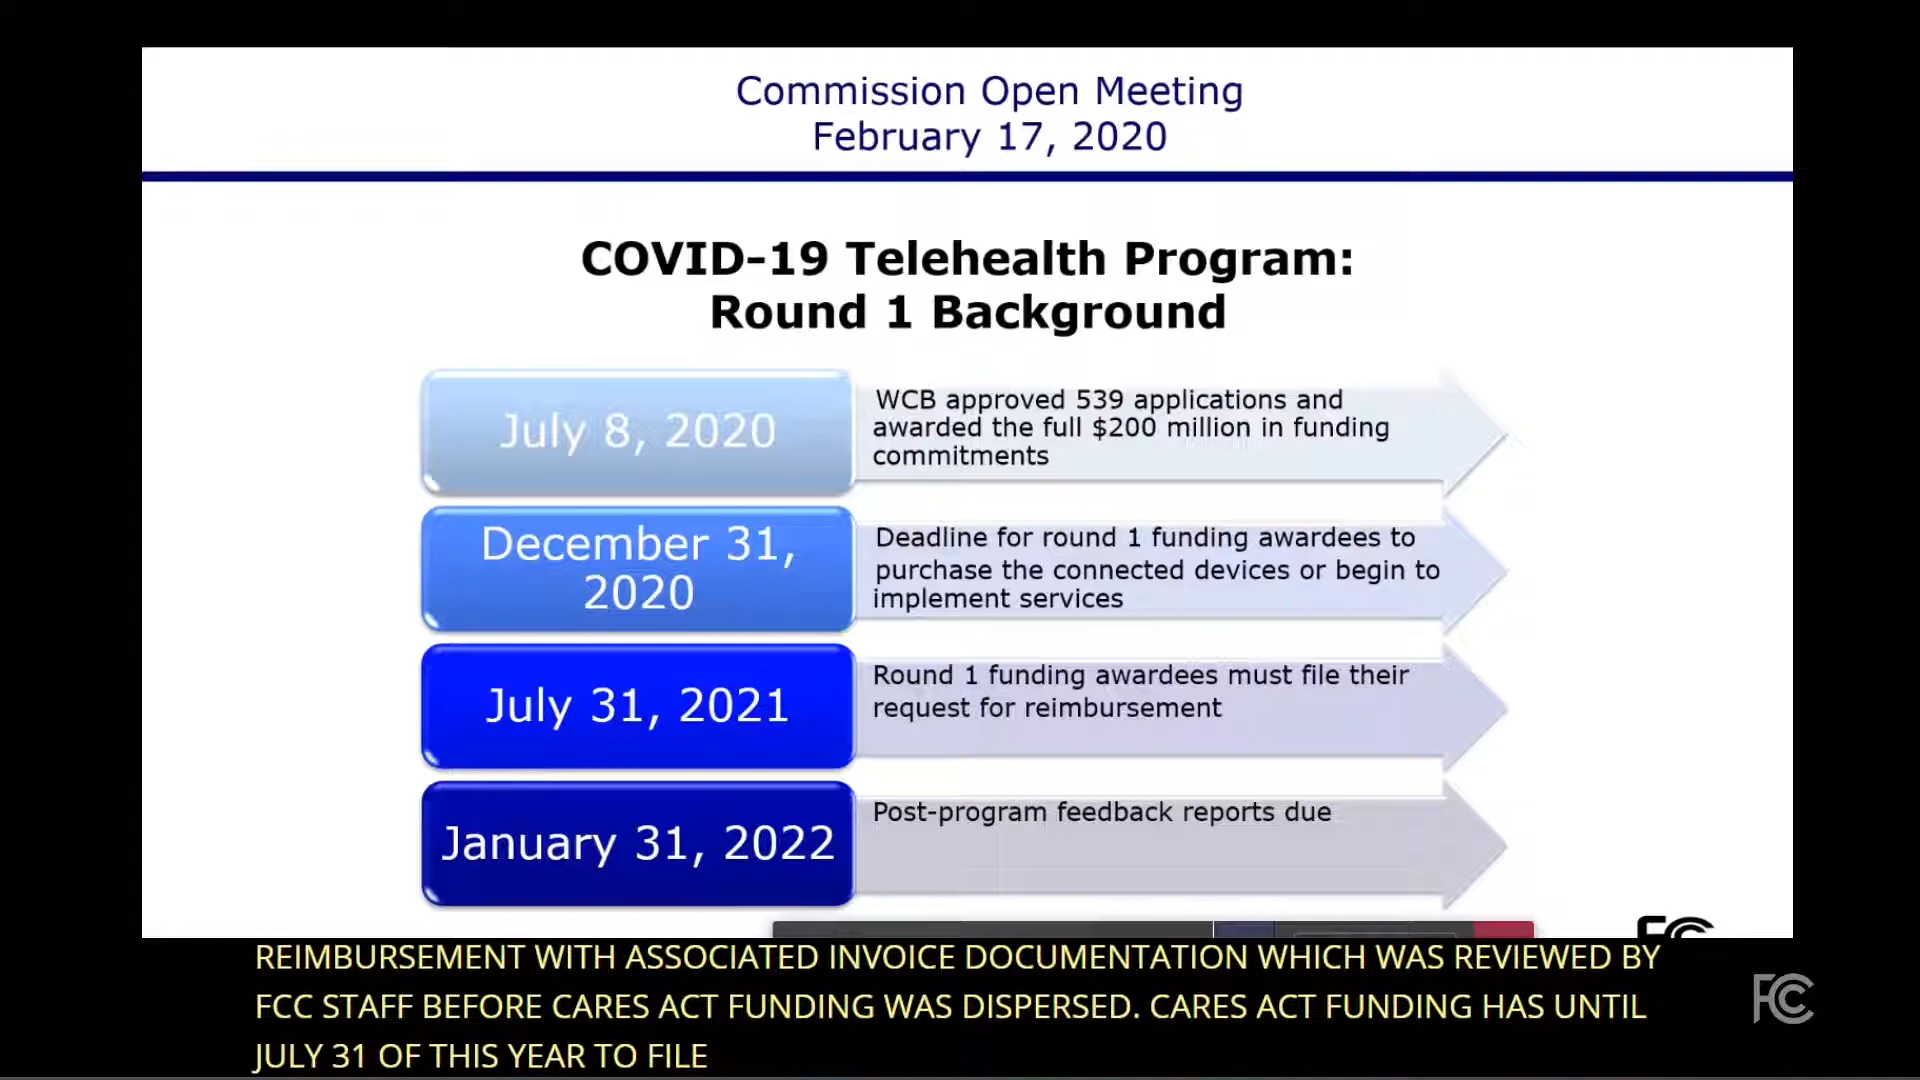 Commission Open Meeting
February 17, 2020
COVID-19 Telehealth Program:
Round 1 Background
July 8, 2020
WCB approved 539 applications and
awarded the full $200 million in funding
commitments
December 31,
2020
Deadline for round 1 funding awardees to
purchase the connected devices or begin to
implement services
July 31, 2021
Round 1 funding awardees must file their
request for reimbursement
January 31, 2022
Post-program feedback reports due
REIMBURSEMENT WITH ASSOCIATED INVOICE DOCUMENTATION WHICH WAS REVIEWED BY
FCC STAFF BEFORE CARES ACT FUNDING WAS DISPERSED. CARES ACT FUNDING HAS UNTIL
JULY 31 OF THIS YEAR TO FILE
FCC